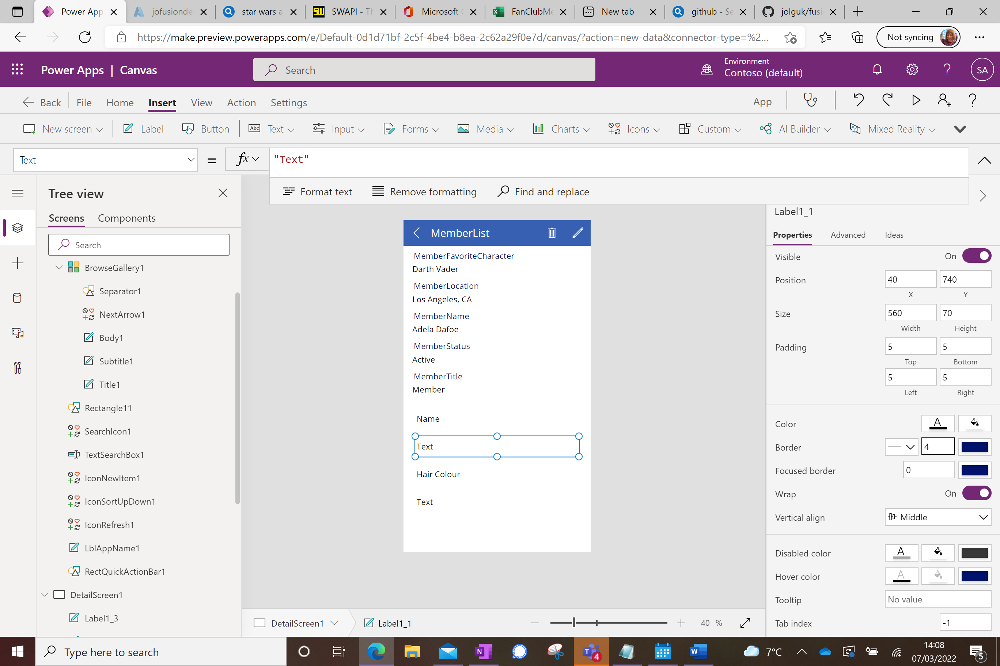 Power App
jofusionde
star wars a
SWAPI - Th
Microsoft
FanClubMe
New tab
github - Se
jolguk/fusi
https://make.preview.powerapps.com/e/Default-0d1d71bf-2c5f-4be4-b8ea-2c62a29f0e7d/canvas/?action=new-data&connector-type=%2...
Not syncing
Power Apps | Canvas
Search
Environment
Contoso (default)
SA
Back File Home Insert View Action Settings
App
New screen Label Button Abc Text Input Forms Media Charts Icons Custom AI Builder Mixed Reality
Text = fx "Text"
Format text Remove formatting Find and replace
Tree view
Screens Components
Search
BrowseGallery1
Separator1
NextArrow1
Body1
Subtitle1
Title1
Rectangle11
SearchIcon1
TextSearchBox1
IconNewItem1
IconSortUpDown1
IconRefresh1
LblAppName1
RectQuickActionBar1
DetailScreen1
Label1_3
MemberList
MemberFavoriteCharacter
Darth Vader
MemberLocation
Los Angeles, CA
MemberName
Adela Dafoe
MemberStatus
Active
MemberTitle
Member
Name
Text
Hair Colour
Text
DetailScreen1 Label1_1
40 %
Label1_1
Properties Advanced Ideas
Visible On
Position 40 740
X Y
Size 560 70
Width Height
Padding 5 5
Top Bottom
5 5
Left Right
Color A
Border 4
Focused border 0
Wrap On
Vertical align Middle
Disabled color A
Hover color A
Tooltip No value
Tab index -1
Type here to search
N
T
4
W
7°C
14:08
07/03/2022
5